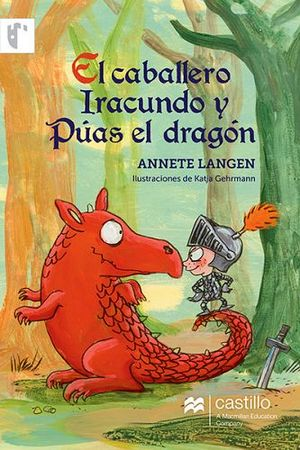 El caballero
Iracundo y
Púas el dragón
ANNETE LANGEN
Ilustraciones de Katja Gehrmann
castillo
A Macmillan Education
Company